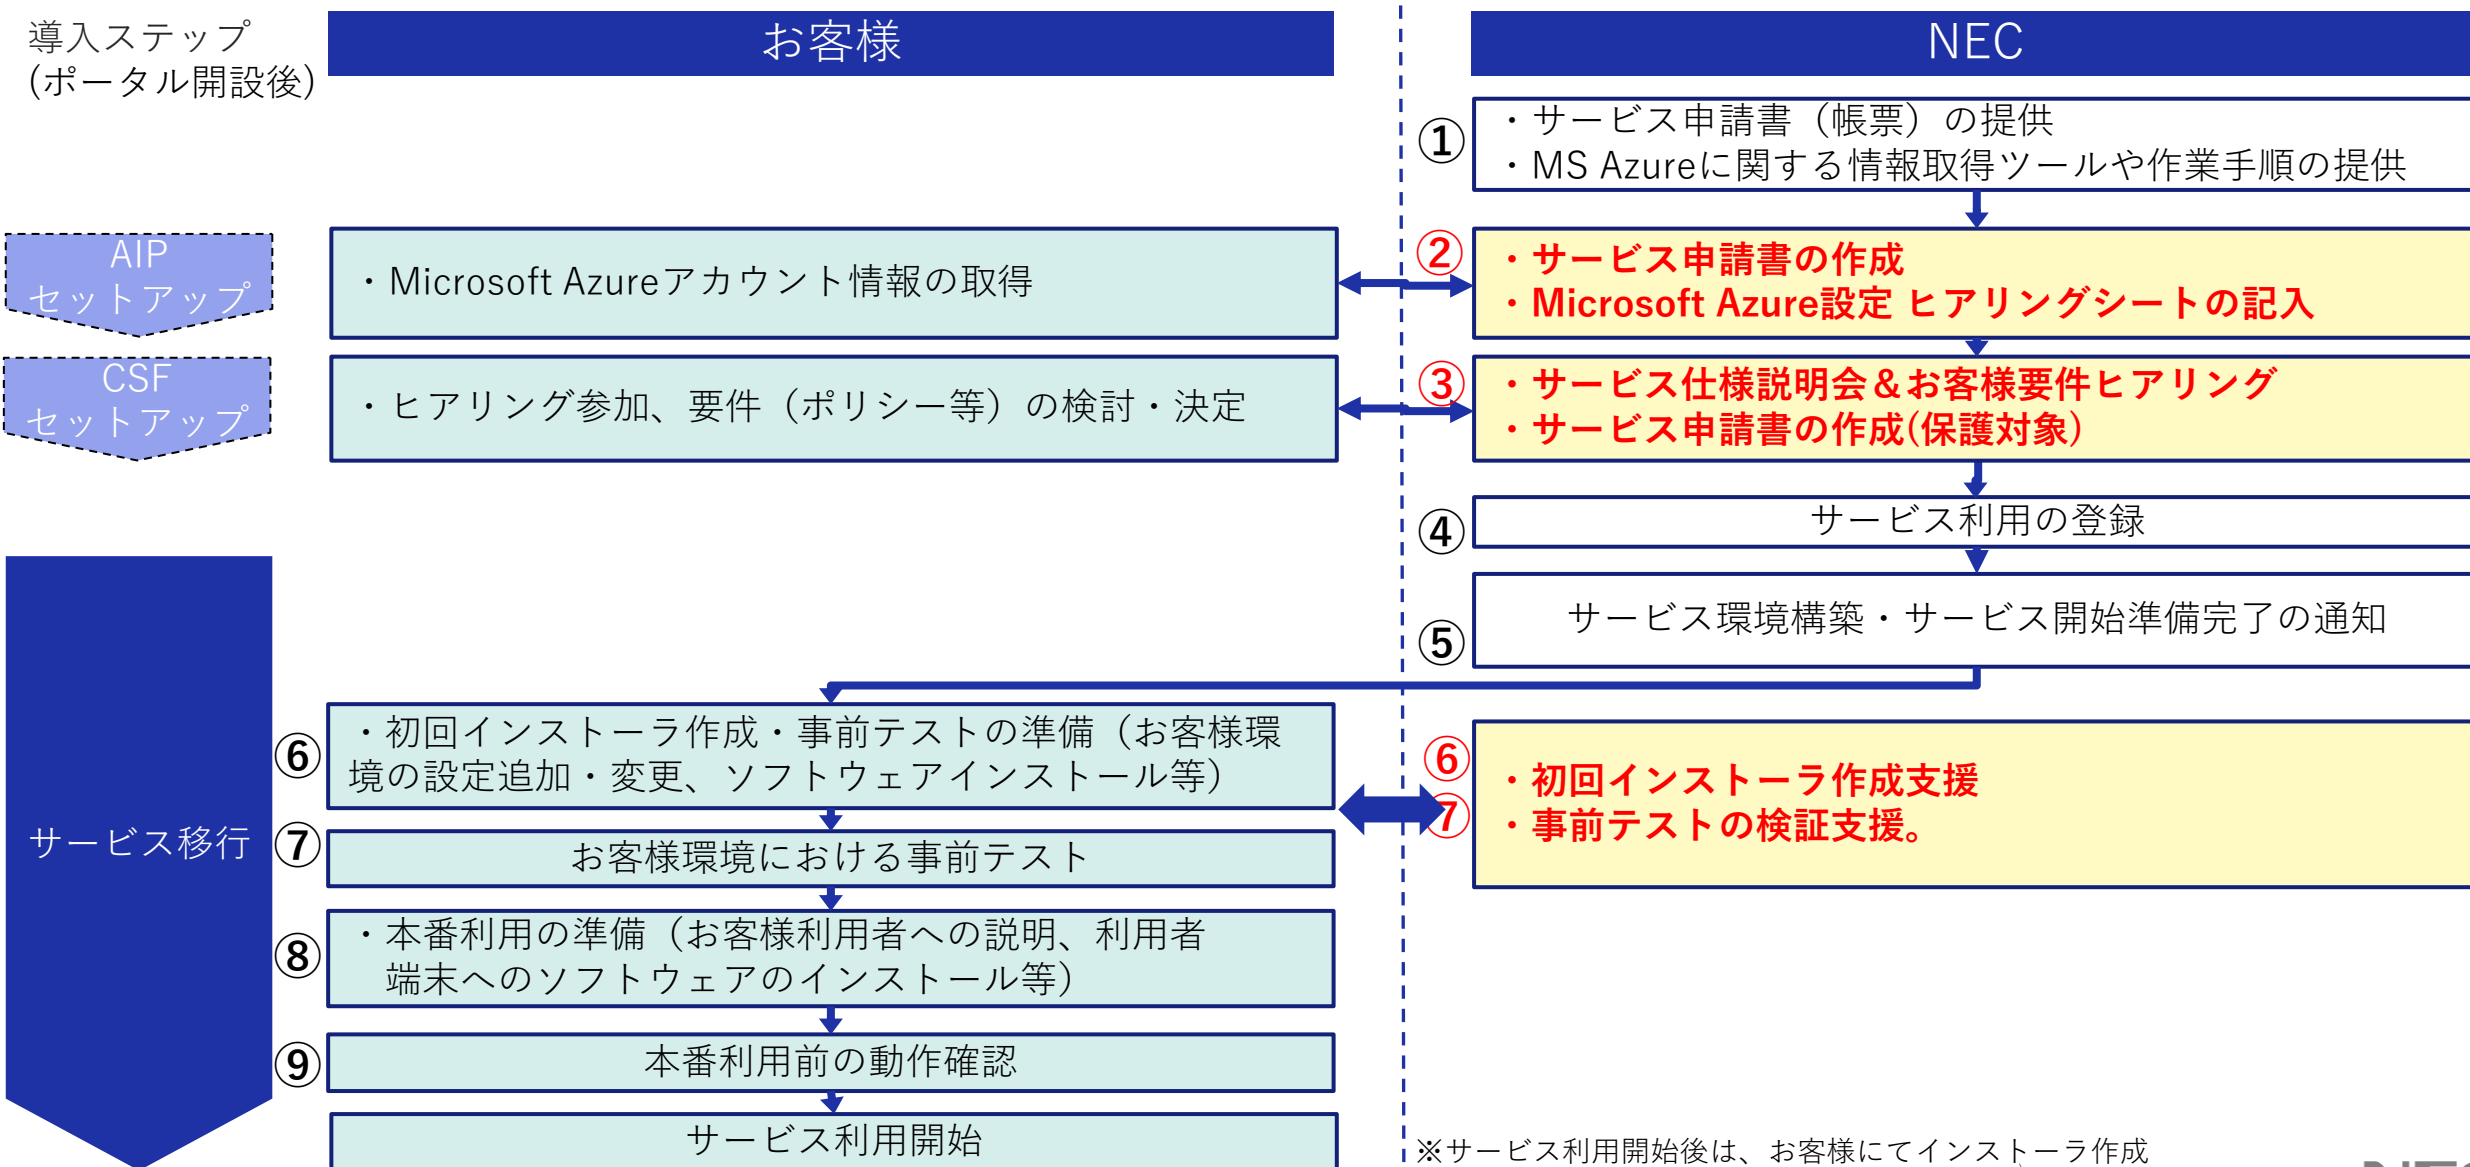 導入ステップ
(ポータル開設後)
お客様
NEC
①
・サービス申請書（帳票）の提供
・MS Azureに関する情報取得ツールや作業手順の提供
AIP
セットアップ
・Microsoft Azureアカウント情報の取得
②
・サービス申請書の作成
・Microsoft Azure設定 ヒアリングシートの記入
CSF
セットアップ
・ヒアリング参加、要件（ポリシー等）の検討・決定
③
・サービス仕様説明会＆お客様要件ヒアリング
・サービス申請書の作成(保護対象)
④
サービス利用の登録
⑤
サービス環境構築・サービス開始準備完了の通知
サービス移行
⑥
・初回インストーラ作成・事前テストの準備（お客様環
境の設定追加・変更、ソフトウェアインストール等）
⑦
お客様環境における事前テスト
⑥
⑦
・初回インストーラ作成支援
・事前テストの検証支援。
⑧
・本番利用の準備（お客様利用者への説明、利用者
端末へのソフトウェアのインストール等）
⑨
本番利用前の動作確認
サービス利用開始
※サービス利用開始後は、お客様にてインストーラ作成